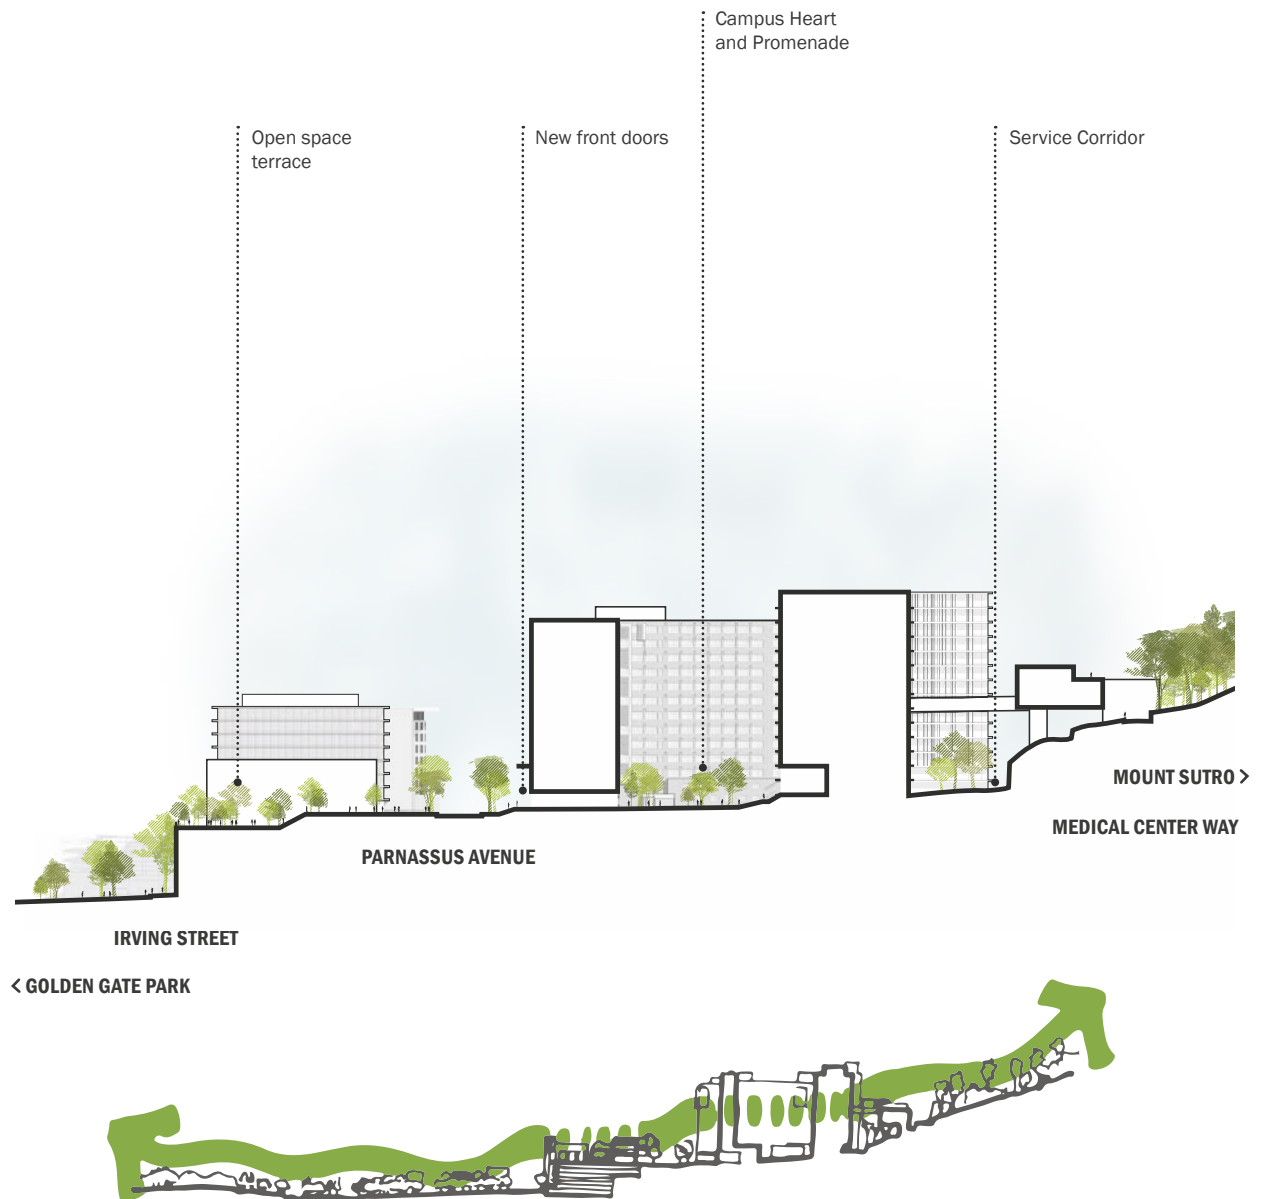 Campus Heart
and Promenade
Open space
terrace
New front doors
Service Corridor
MOUNT SUTRO >
MEDICAL CENTER WAY
PARNASSUS AVENUE
IRVING STREET
< GOLDEN GATE PARK